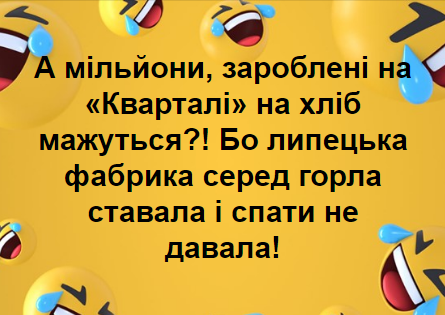 А мільйони, зароблені на
«Кварталі» на хліб
мажуться?! Бо липецька
фабрика серед горла
ставала і спати не
давала!